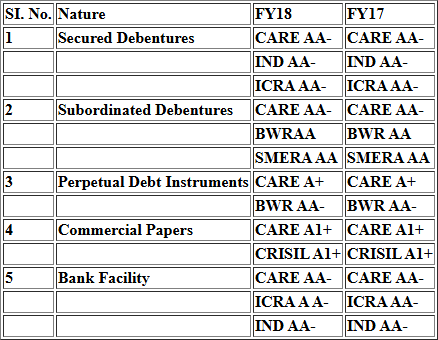 SI. No. Nature FY18 FY17
1 Secured Debentures CARE AA- CARE AA-
IND AA- IND AA-
ICRA AA- ICRA AA-
2 Subordinated Debentures CARE AA- CARE AA-
BWRAA BWR AA
SMERA AA SMERA AA
3 Perpetual Debt Instruments CARE A+ CARE A+
BWR AA- BWR AA-
4 Commercial Papers CARE A1+ CARE A1+
CRISIL A1+ CRISIL A1+
5 Bank Facility CARE AA- CARE AA-
ICRA A A- ICRA AA-
IND AA- IND AA-